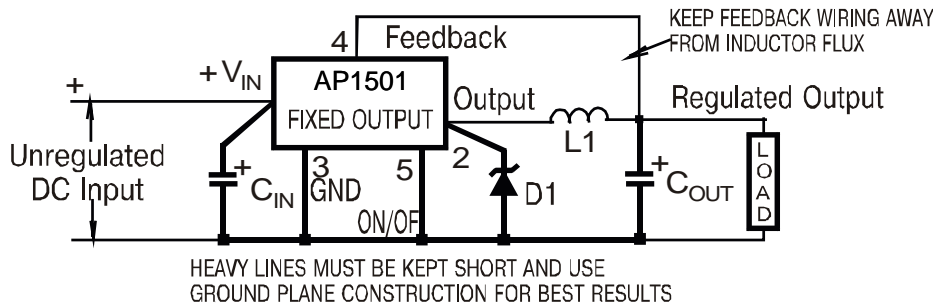 KEEP FEEDBACK WIRING AWAY
FROM INDUCTOR FLUX
4
Feedback
+
+VIN
AP1501
FIXED OUTPUT
Output
L1
Regulated Output
Unregulated
DC Input
+
CIN
3
GND
5
ON/OF
2
D1
+
COUT
LOAD
HEAVY LINES MUST BE KEPT SHORT AND USE
GROUND PLANE CONSTRUCTION FOR BEST RESULTS